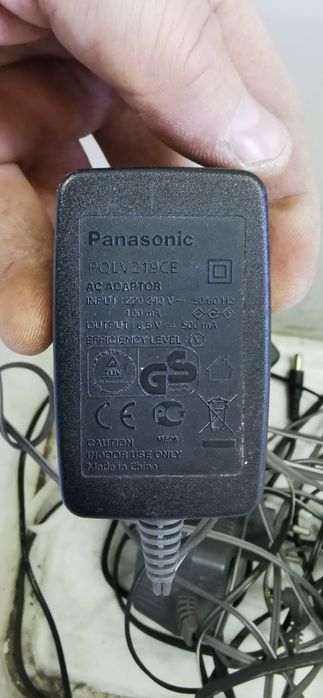 Panasonic
PQLV219CE
AC ADAPTOR
INPUT : 220-240 V ~ 50/60 Hz
100 mA
OUTPUT : 6,5 V ⎓ 500 mA
EFFICIENCY LEVEL : V
GS
CE
ME06
CAUTION
INDOOR USE ONLY
Made in China